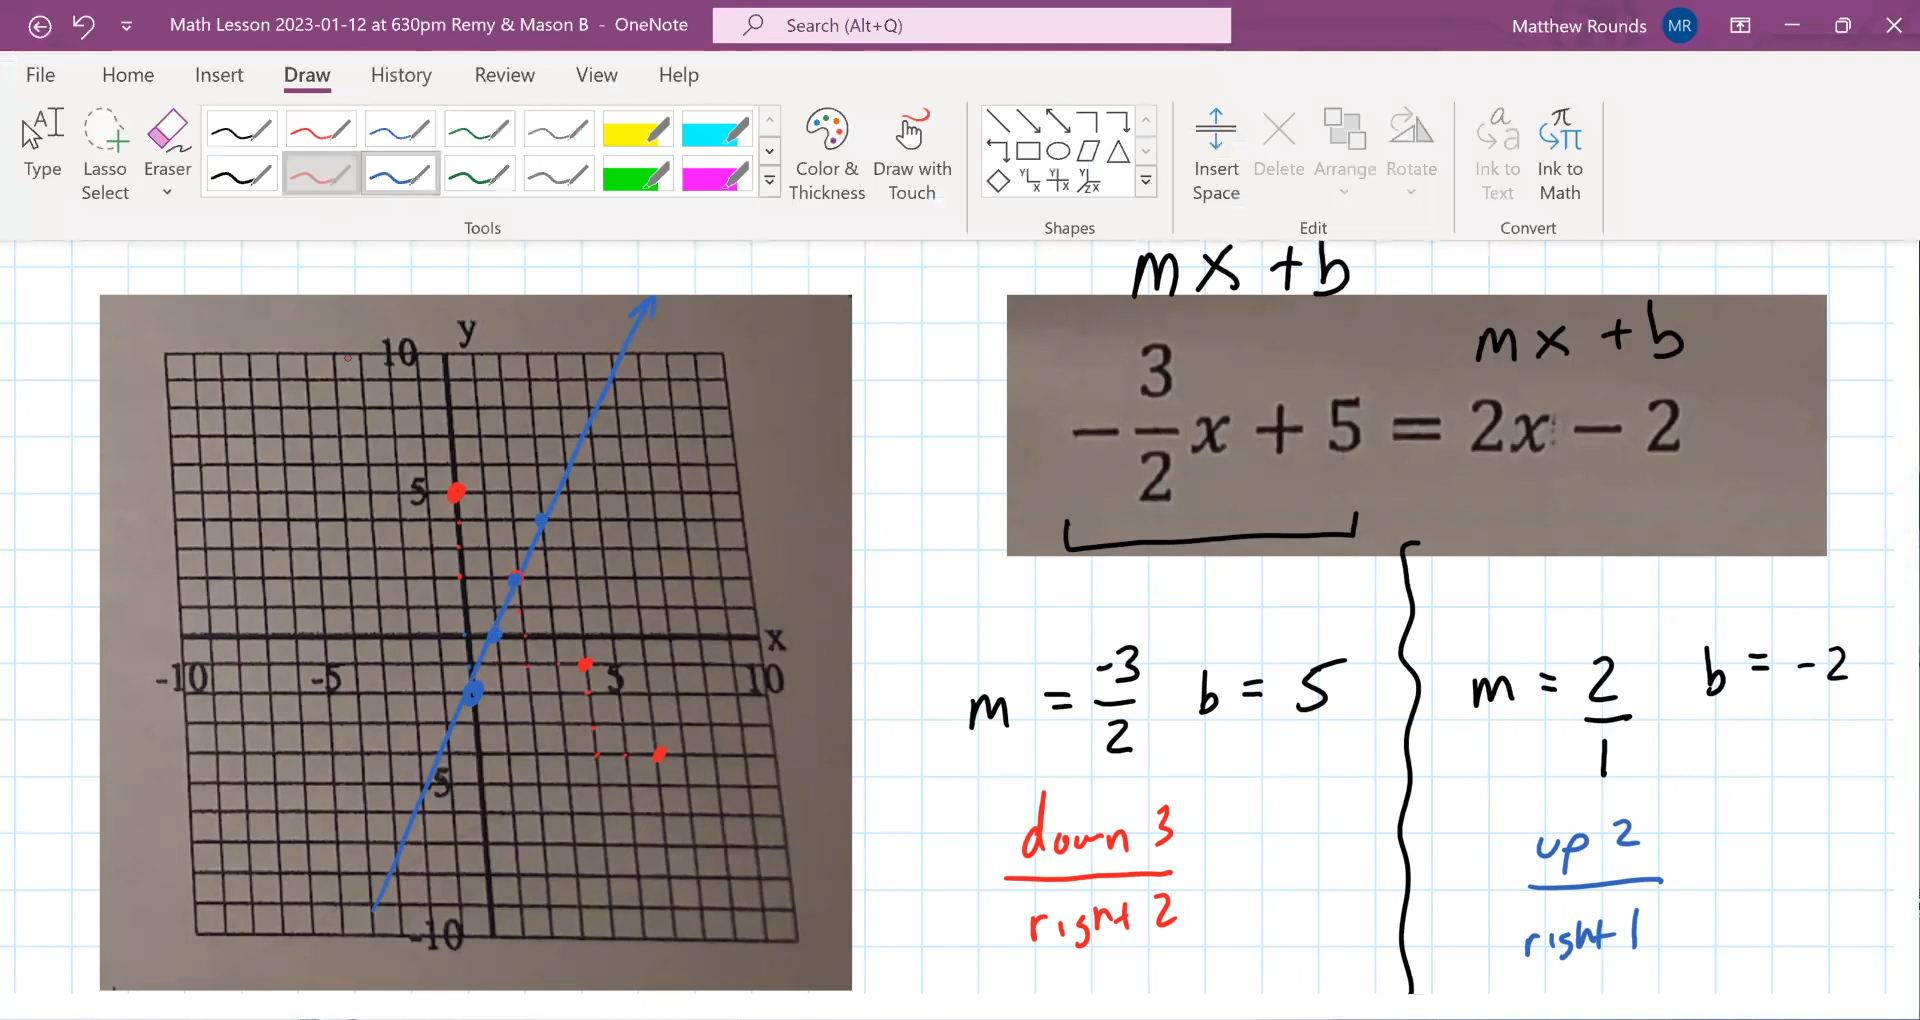 Math Lesson 2023-01-12 at 630pm Remy & Mason B - OneNote
Search (Alt+Q)
Matthew Rounds MR
File Home Insert Draw History Review View Help
Type Lasso Select Eraser
Color & Thickness
Draw with Touch
Insert Space
Delete Arrange Rotate
Ink to Text
Ink to Math
Tools Shapes Edit Convert
mx + b
mx + b
-3/2x + 5 = 2x - 2
y
10
5
x
-10 -5 5 10
5
-10
m = -3/2 b = 5
m = 2/1 b = -2
down 3
right 2
up 2
right 1